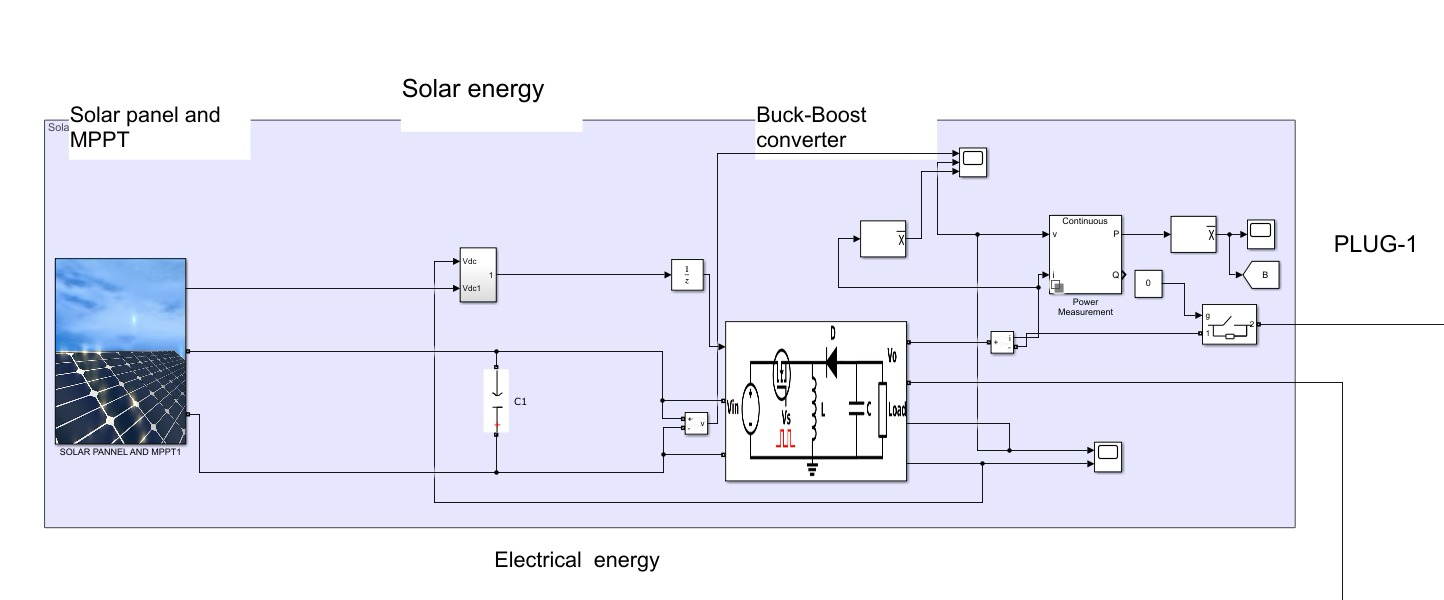 Solar energy
Solar panel and
MPPT
Buck-Boost
converter
Sola
Continuous
v
P
i
Q
Power
Measurement
x
x
B
0
g
1
2
PLUG-1
Vdc
Vdc1
1
1
z
+
-
i
+
-
v
C1
+
SOLAR PANNEL AND MPPT1
D
Vo
Vin
Vs
L
C
Load
Electrical energy